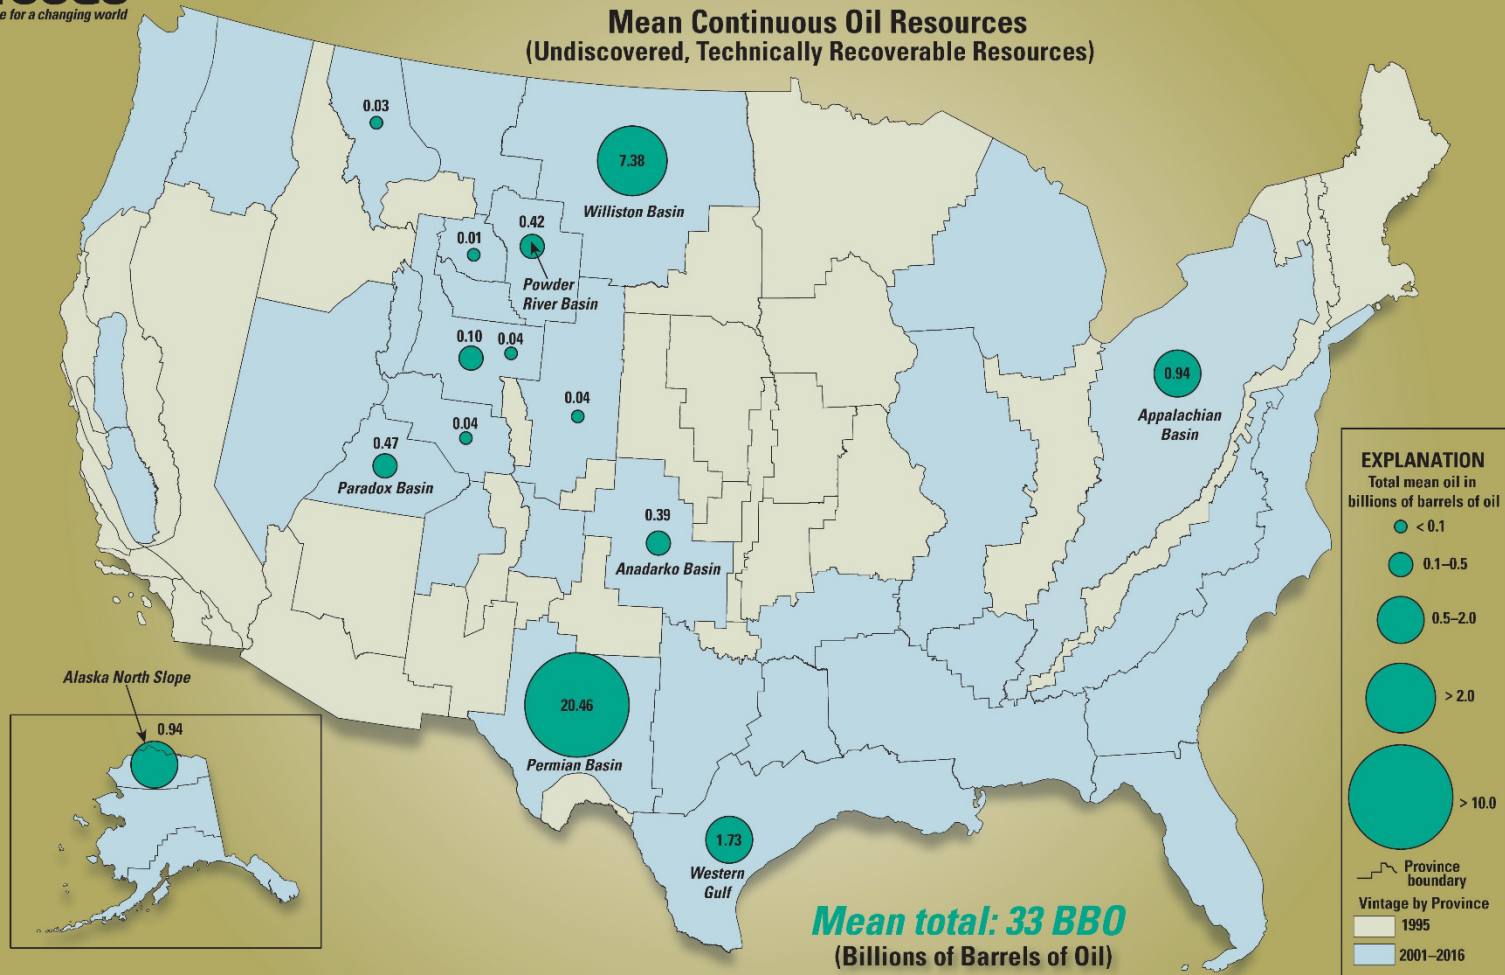 e for a changing world
Mean Continuous Oil Resources
(Undiscovered, Technically Recoverable Resources)
0.03
7.38
Williston Basin
0.42
0.01
Powder
River Basin
0.10
0.04
0.04
0.04
0.47
Paradox Basin
0.94
Appalachian
Basin
0.39
Anadarko Basin
20.46
Permian Basin
1.73
Western
Gulf
Alaska North Slope
0.94
Mean total: 33 BBO
(Billions of Barrels of Oil)
EXPLANATION
Total mean oil in
billions of barrels of oil
< 0.1
0.1–0.5
0.5–2.0
> 2.0
> 10.0
Province
boundary
Vintage by Province
1995
2001–2016